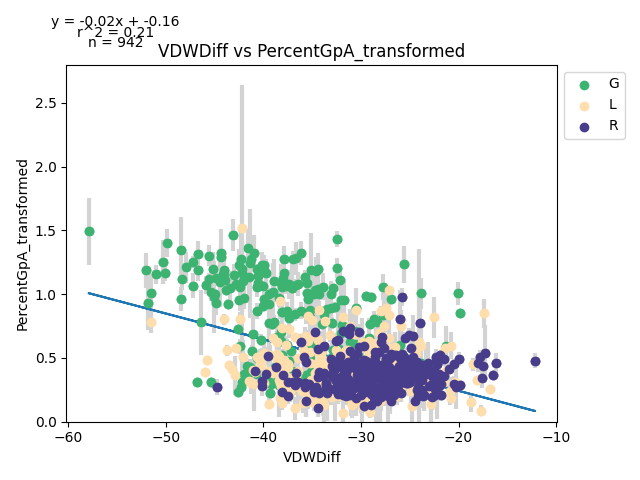 y = -0.02x + -0.16
r^2 = 0.21
n = 942
VDWDiff vs PercentGpA_transformed
G
L
R
PercentGpA_transformed
2.5
2.0
1.5
1.0
0.5
0.0
−60 −50 −40 −30 −20 −10
VDWDiff